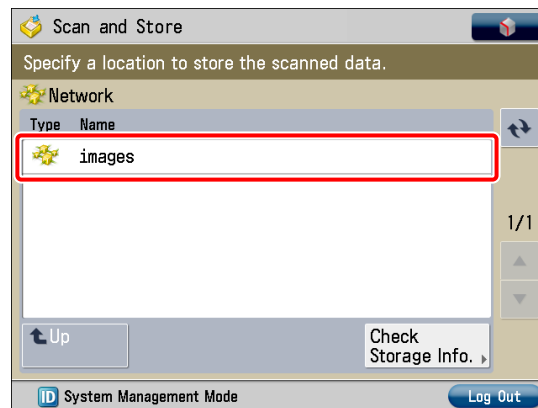 Scan and Store
Specify a location to store the scanned data.
Network
Type Name
images
1/1
Up
Check
Storage Info.
ID System Management Mode
Log Out